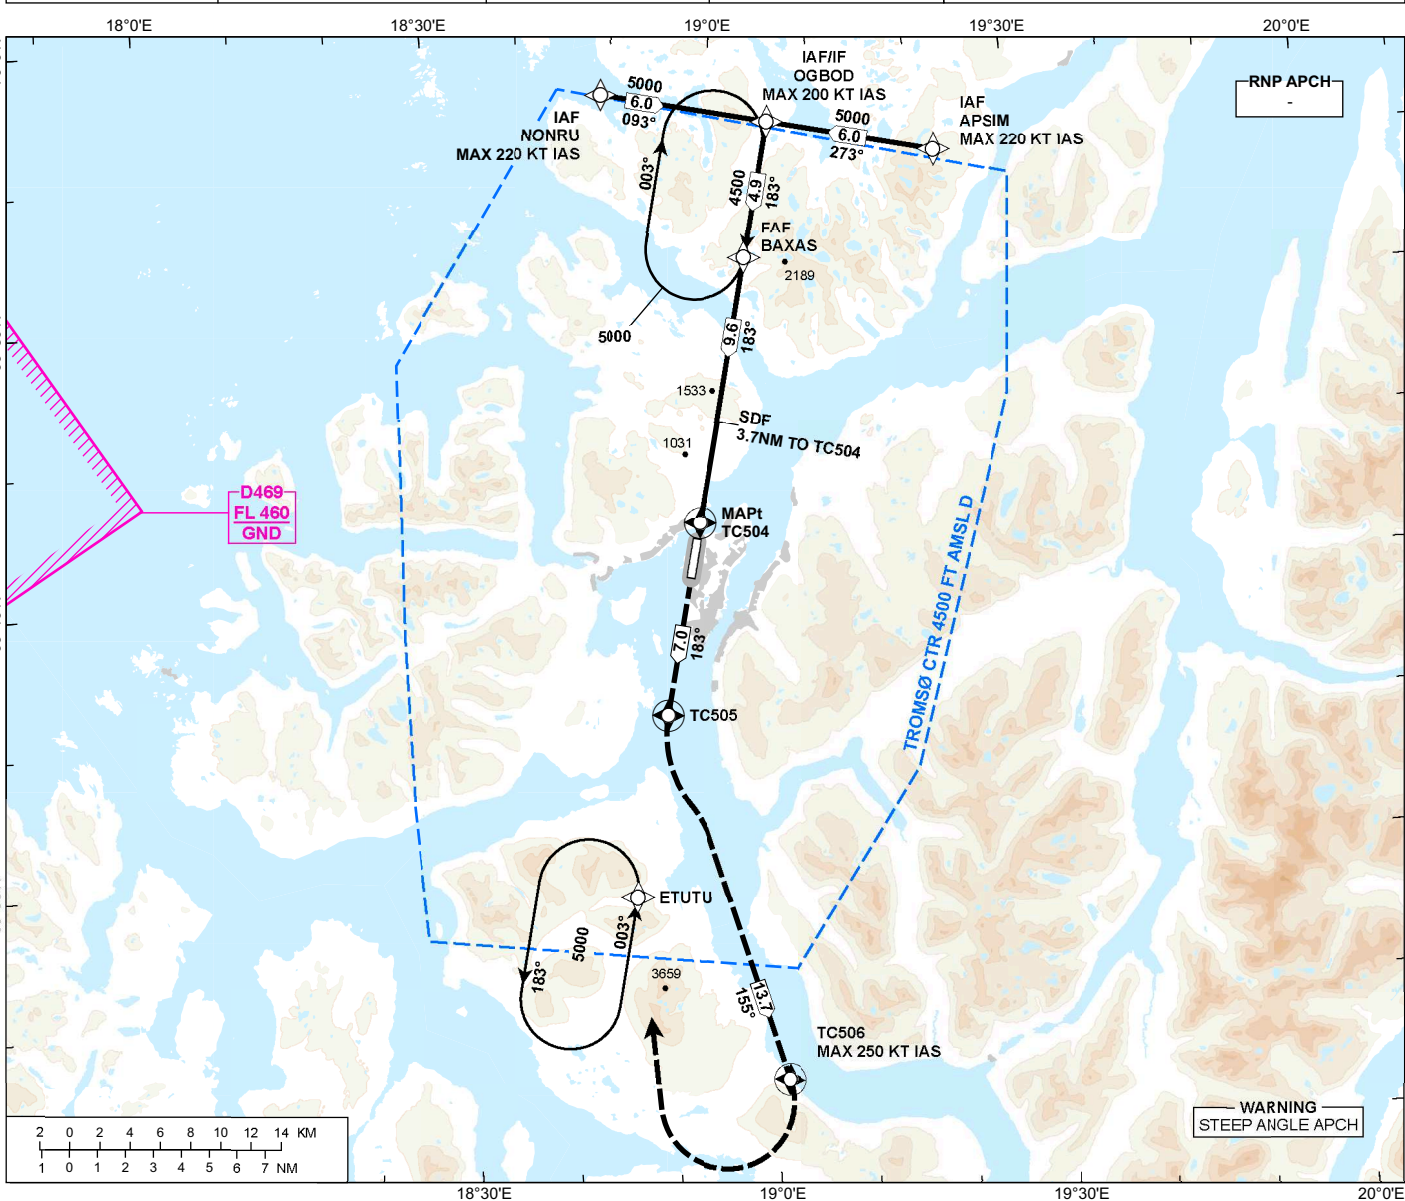 18°0'E
18°30'E
19°0'E
19°30'E
20°0'E
IAF/IF
OGBOD
MAX 200 KT IAS
RNP APCH
-
IAF
NONRU
MAX 220 KT IAS
5000
6.0
093°
5000
6.0
273°
IAF
APSIM
MAX 220 KT IAS
003°
4500
4.9
183°
FAF
BAXAS
2189
5000
9.6
183°
1533
SDF
3.7NM TO TC504
1031
D469
FL 460
GND
MAPt
TC504
TROMSØ CTR 4500 FT AMSL D
7.0
183°
TC505
ETUTU
5000
003°
183°
3659
13.7
155°
TC506
MAX 250 KT IAS
WARNING
STEEP ANGLE APCH
2 0 2 4 6 8 10 12 14 KM
1 0 1 2 3 4 5 6 7 NM
18°30'E
19°0'E
19°30'E
20°0'E